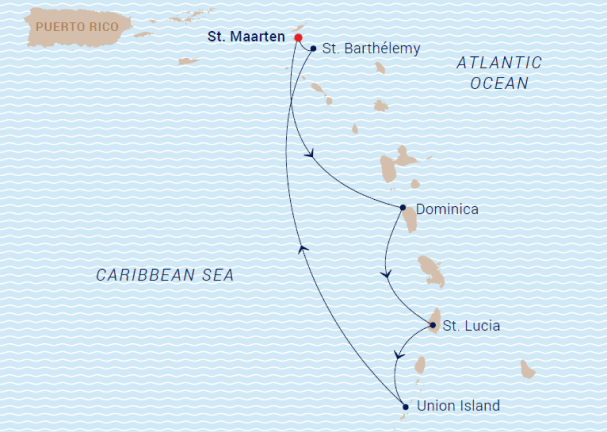 PUERTO RICO
St. Maarten
St. Barthélemy
ATLANTIC
OCEAN
Dominica
CARIBBEAN SEA
St. Lucia
Union Island